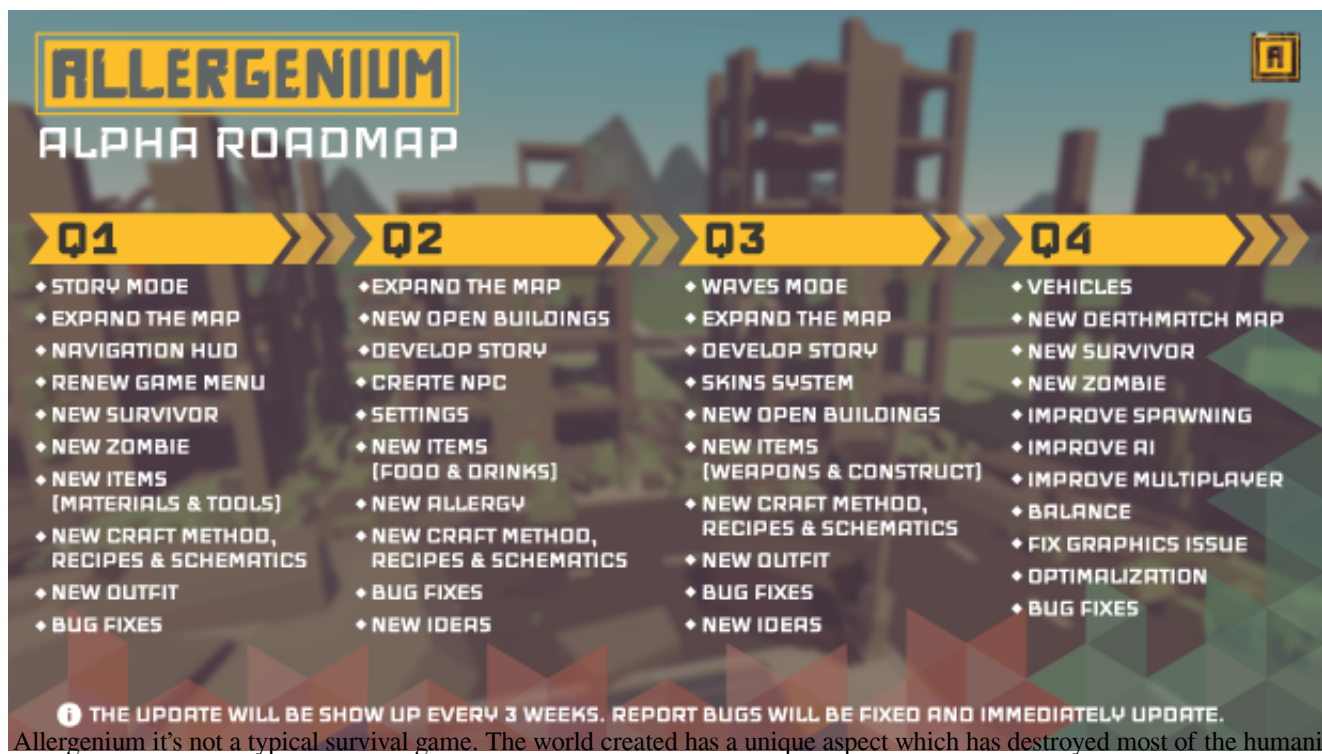 ALLERGENIUM
A
ALPHA ROADMAP
Q1
STORY MODE
EXPAND THE MAP
NAVIGATION HUD
RENEW GAME MENU
NEW SURVIVOR
NEW ZOMBIE
NEW ITEMS
[MATERIALS & TOOLS]
NEW CRAFT METHOD,
RECIPES & SCHEMATICS
NEW OUTFIT
BUG FIXES
Q2
EXPAND THE MAP
NEW OPEN BUILDINGS
DEVELOP STORY
CREATE NPC
SETTINGS
NEW ITEMS
[FOOD & DRINKS]
NEW ALLERGY
NEW CRAFT METHOD,
RECIPES & SCHEMATICS
BUG FIXES
NEW IDEAS
Q3
WAVES MODE
EXPAND THE MAP
DEVELOP STORY
SKINS SYSTEM
NEW OPEN BUILDINGS
NEW ITEMS
[WEAPONS & CONSTRUCT]
NEW CRAFT METHOD,
RECIPES & SCHEMATICS
NEW OUTFIT
BUG FIXES
NEW IDEAS
Q4
VEHICLES
NEW DEATHMATCH MAP
NEW SURVIVOR
NEW ZOMBIE
IMPROVE SPAWNING
IMPROVE AI
IMPROVE MULTIPLAYER
BALANCE
FIX GRAPHICS ISSUE
OPTIMALIZATION
BUG FIXES
THE UPDATE WILL BE SHOW UP EVERY 3 WEEKS. REPORT BUGS WILL BE FIXED AND IMMEDIATELY UPDATE.
Allergenium it's not a typical survival game. The world created has a unique aspect which has destroyed most of the humani